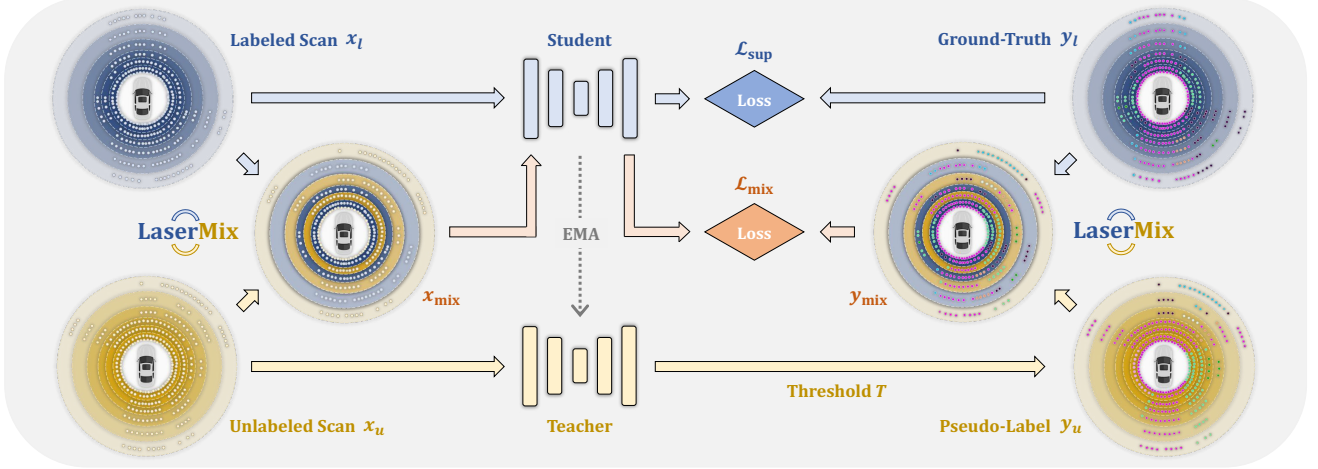 Labeled Scan x_l
Student
ℒ_sup
Ground-Truth y_l
Loss
LaserMix
x_mix
EMA
ℒ_mix
Loss
y_mix
LaserMix
Unlabeled Scan x_u
Teacher
Threshold T
Pseudo-Label y_u